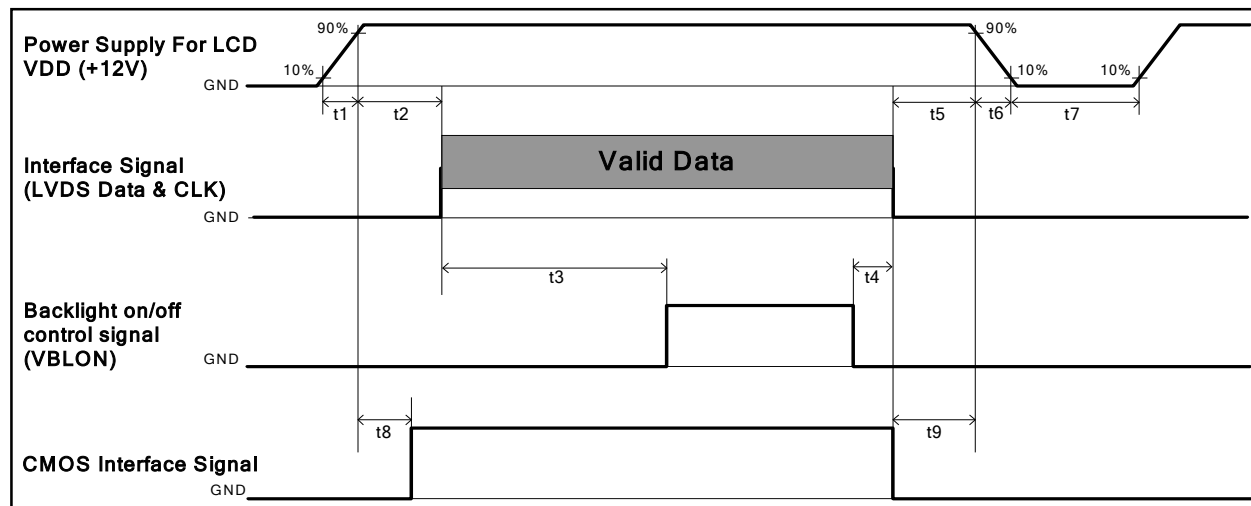 Power Supply For LCD
VDD (+12V)
90%
90%
10%
10%
10%
GND
t1
t2
t5
t6
t7
Interface Signal
(LVDS Data & CLK)
Valid Data
GND
t3
t4
Backlight on/off
control signal
(VBLON)
GND
t8
t9
CMOS Interface Signal
GND